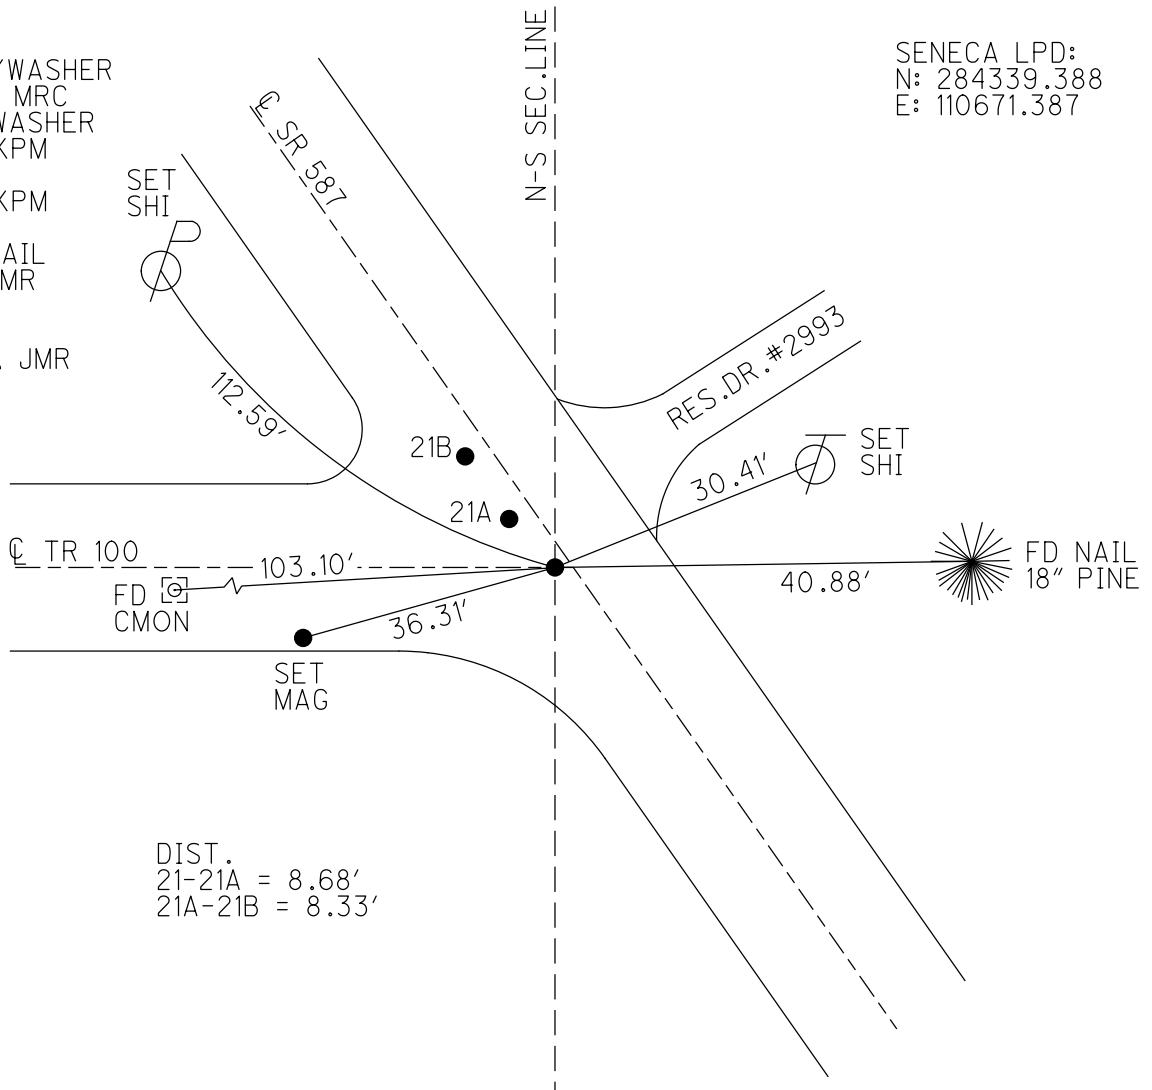 WASHER
MRC
WASHER
KPM
KPM
AIL
MR
JMR
SENECA LPD:
N: 284339.388
E: 110671.387
N-S SEC.LINE
℄ SR 587
SET
SHI
112.59'
RES.DR.#2993
21B
21A
30.41'
SET
SHI
℄ TR 100
103.10'
FD
CMON
36.31'
40.88'
FD NAIL
18" PINE
SET
MAG
DIST.
21-21A = 8.68'
21A-21B = 8.33'